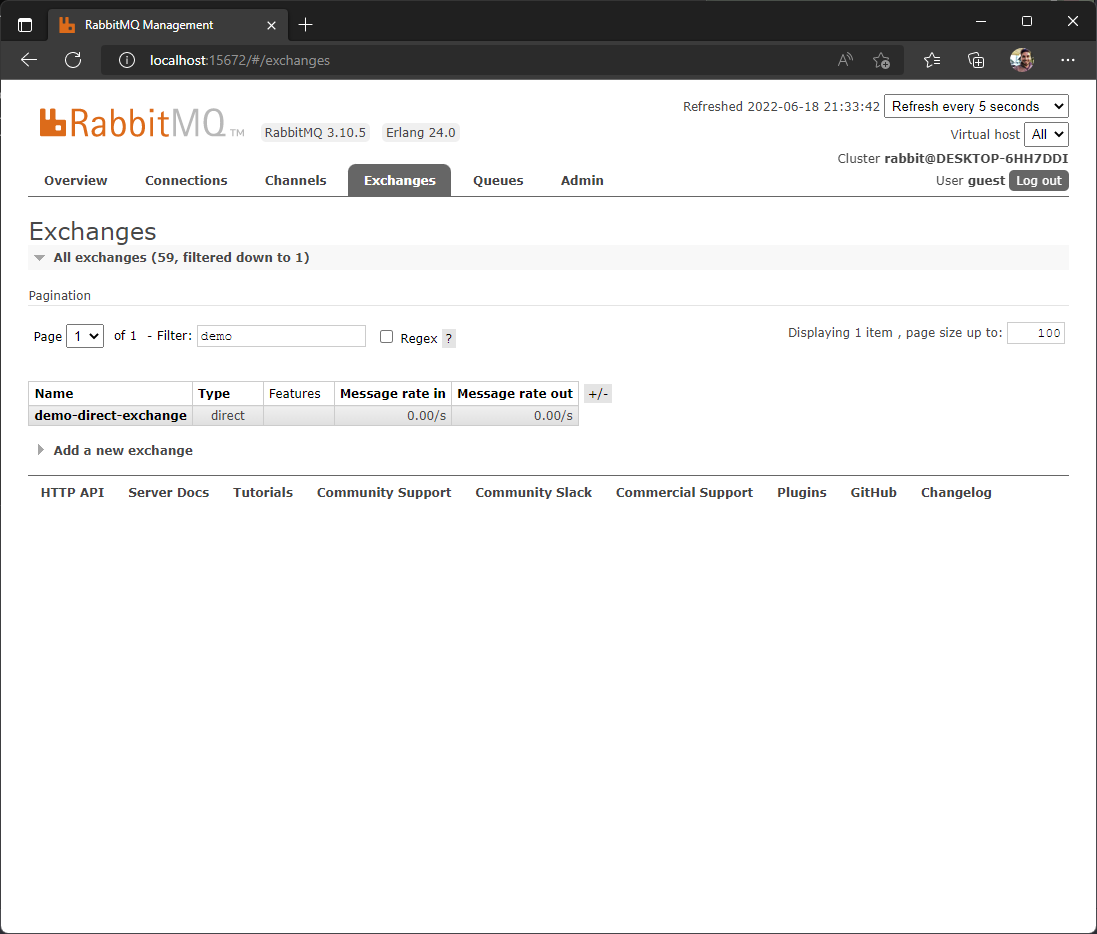 RabbitMQ Management
localhost:15672/#/exchanges
RabbitMQ TM RabbitMQ 3.10.5 Erlang 24.0
Refreshed 2022-06-18 21:33:42 Refresh every 5 seconds
Virtual host All
Cluster rabbit@DESKTOP-6HH7DDI
User guest Log out
Overview Connections Channels Exchanges Queues Admin
Exchanges
All exchanges (59, filtered down to 1)
Pagination
Page 1 of 1 - Filter: demo Regex ? Displaying 1 item , page size up to: 100
Name Type Features Message rate in Message rate out +/-
demo-direct-exchange direct 0.00/s 0.00/s
Add a new exchange
HTTP API Server Docs Tutorials Community Support Community Slack Commercial Support Plugins GitHub Changelog